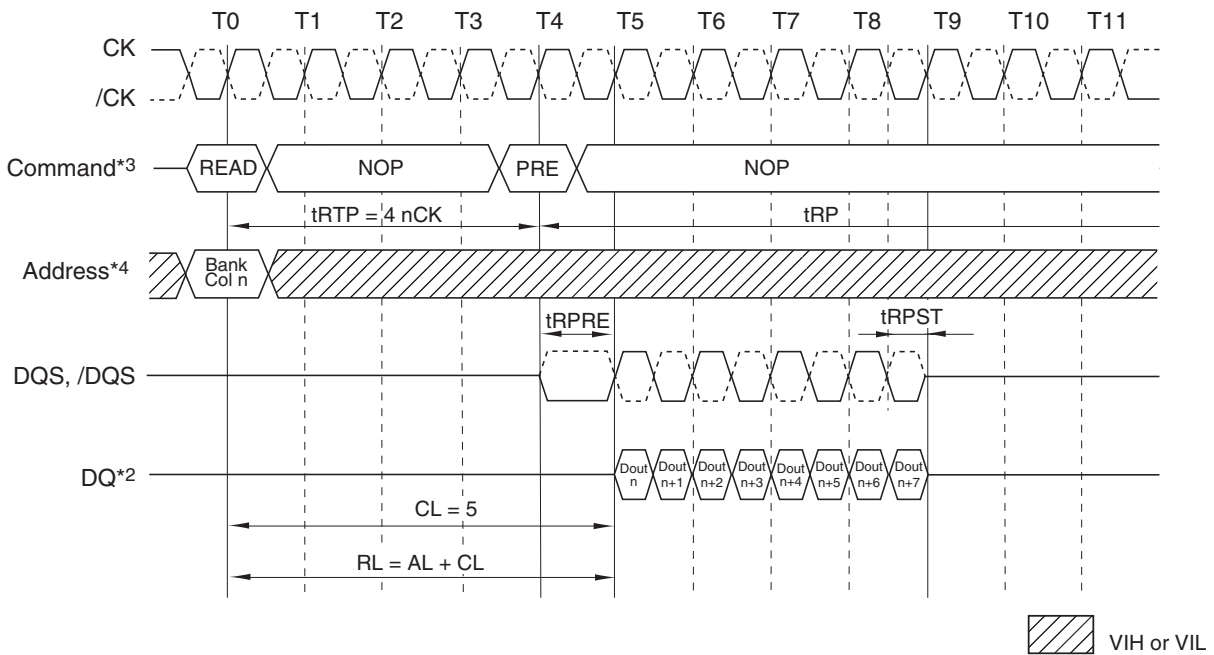 T0 T1 T2 T3 T4 T5 T6 T7 T8 T9 T10 T11
CK
/CK
Command*3 READ NOP PRE NOP
tRTP = 4 nCK tRP
Address*4 Bank
Col n
tRPRE tRPST
DQS, /DQS
DQ*2 Dout Dout Dout Dout Dout Dout Dout Dout
n n+1 n+2 n+3 n+4 n+5 n+6 n+7
CL = 5
RL = AL + CL
VIH or VIL